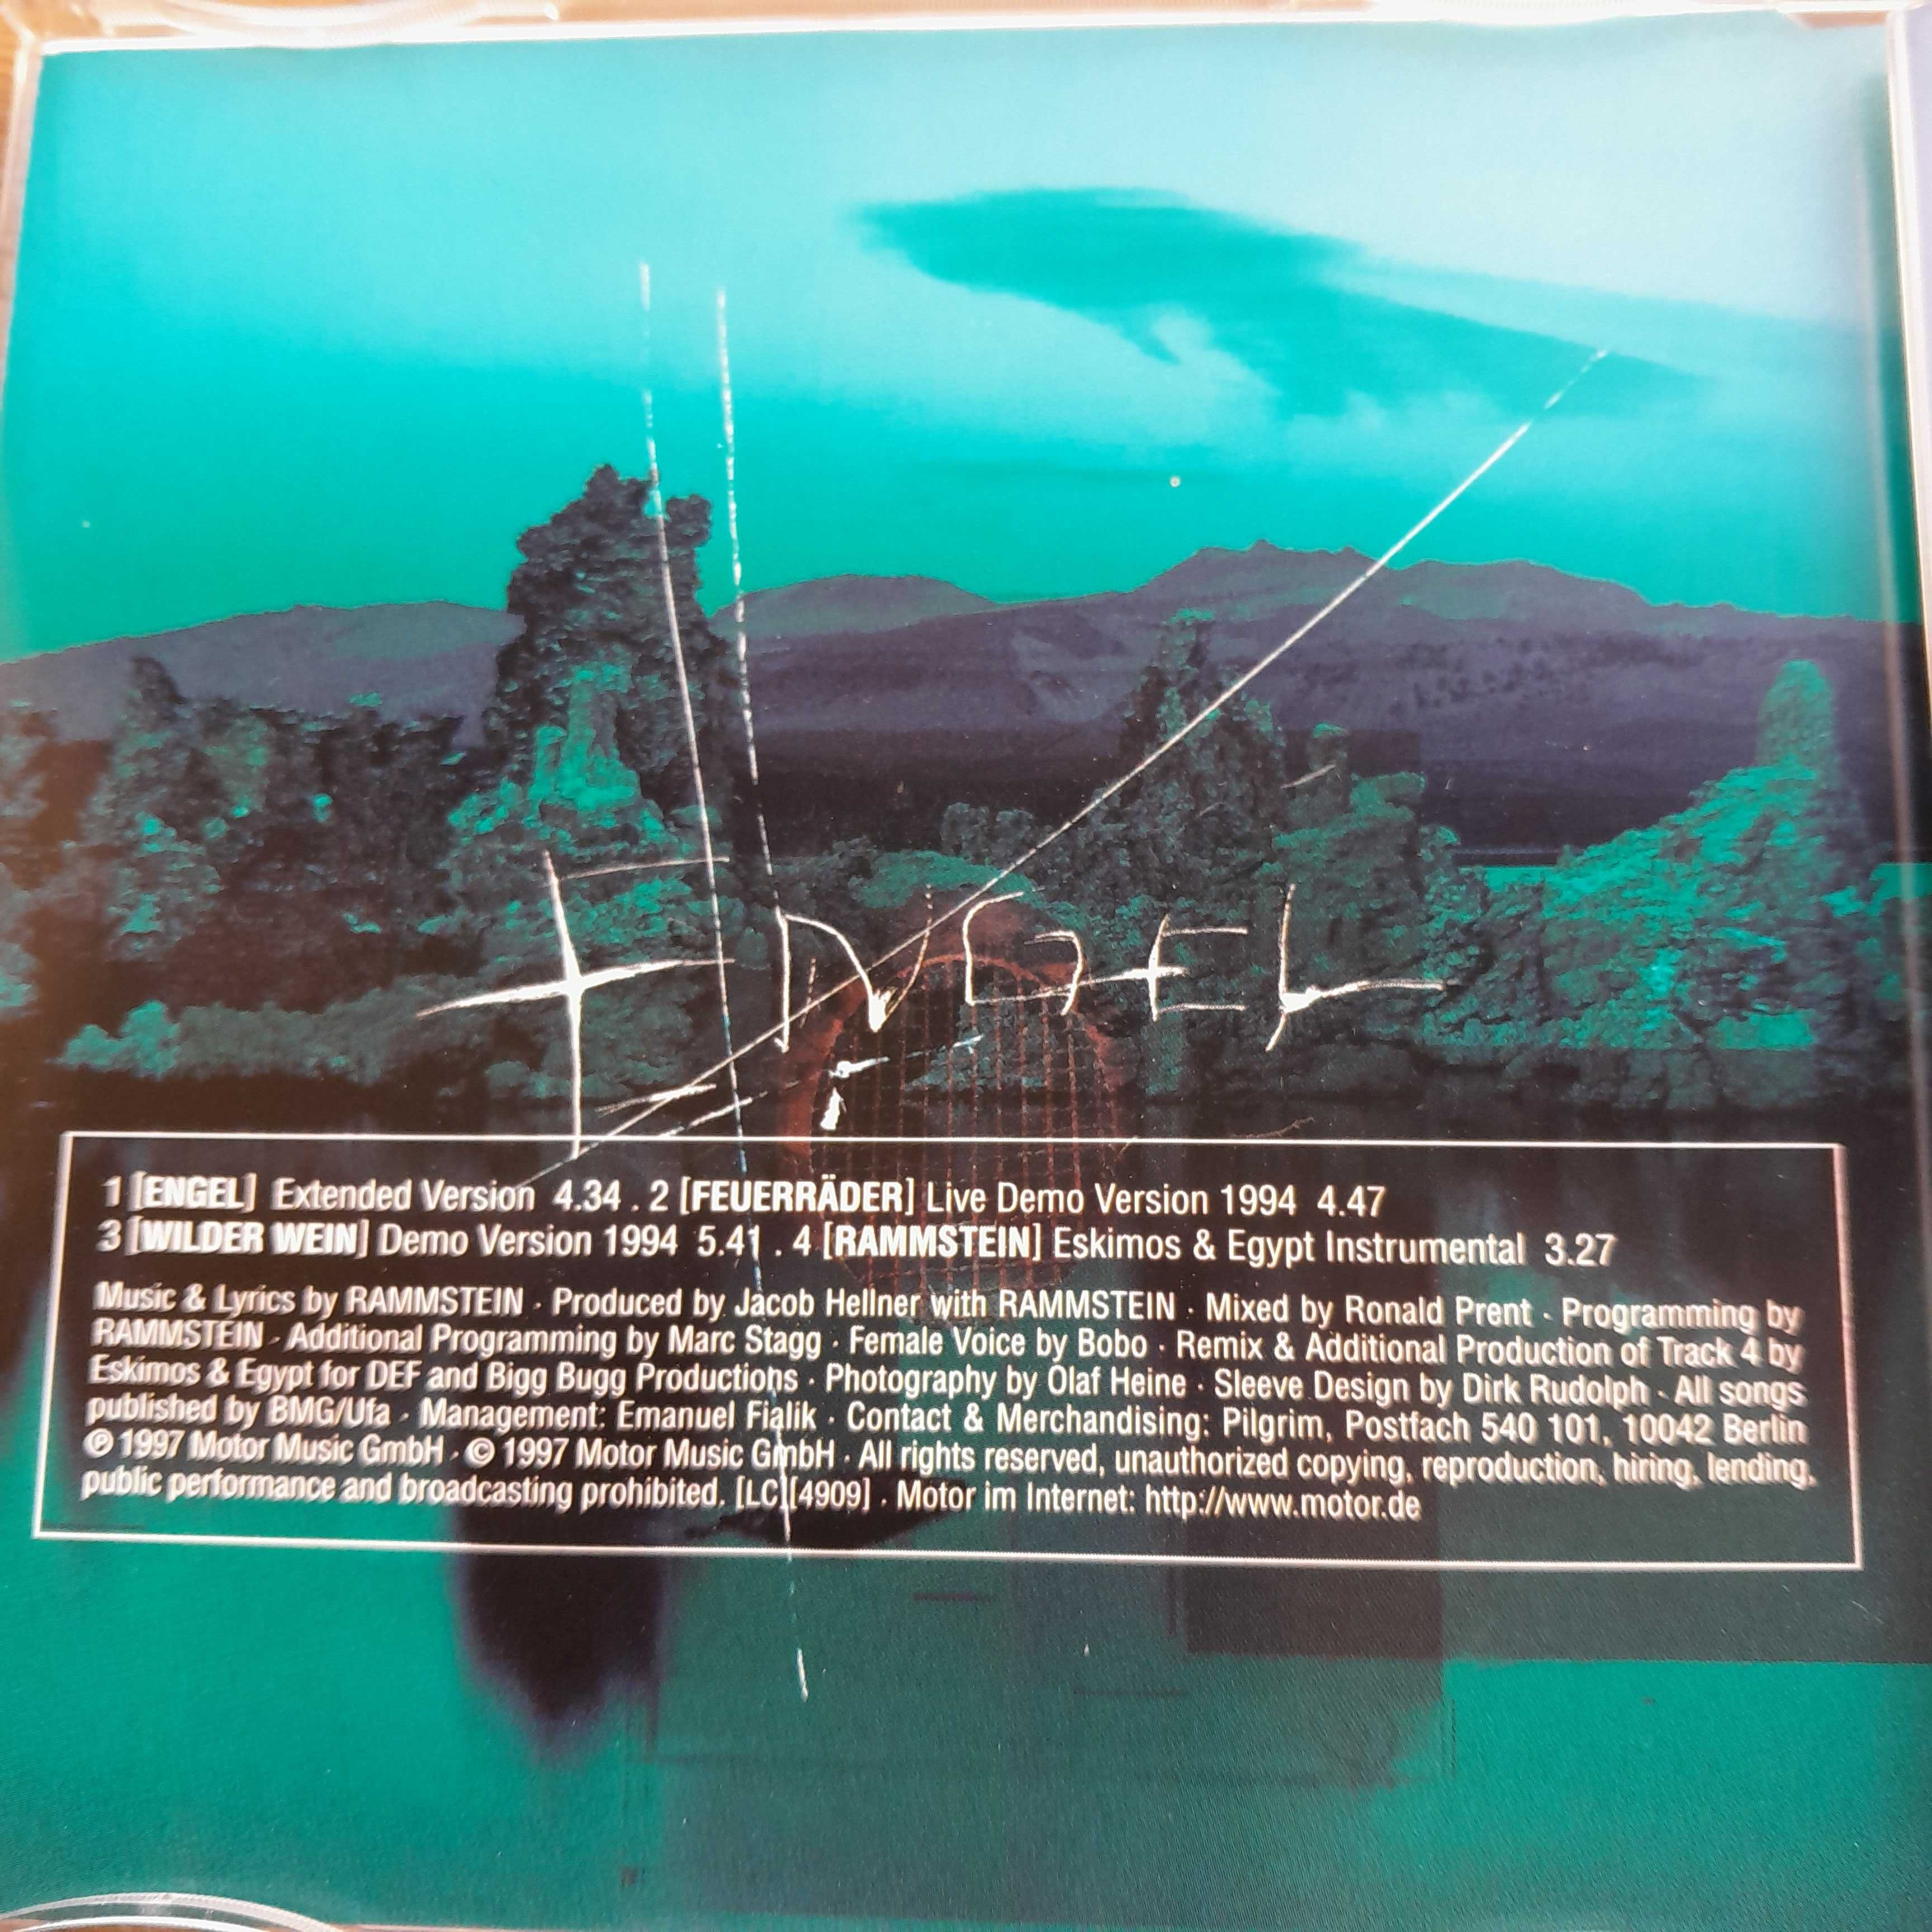 ENGEL
1 [ENGEL] Extended Version 4.34 . 2 [FEUERRÄDER] Live Demo Version 1994 4.47
3 [WILDER WEIN] Demo Version 1994 5.41 . 4 [RAMMSTEIN] Eskimos & Egypt Instrumental 3.27
Music & Lyrics by RAMMSTEIN · Produced by Jacob Hellner with RAMMSTEIN · Mixed by Ronald Prent · Programming by
RAMMSTEIN · Additional Programming by Marc Stagg · Female Voice by Bobo · Remix & Additional Production of Track 4 by
Eskimos & Egypt for DEF and Bigg Bugg Productions · Photography by Olaf Heine · Sleeve Design by Dirk Rudolph · All songs
published by BMG/Ufa · Management: Emanuel Fialik · Contact & Merchandising: Pilgrim, Postfach 540 101, 10042 Berlin
℗ 1997 Motor Music GmbH · © 1997 Motor Music GmbH · All rights reserved, unauthorized copying, reproduction, hiring, lending,
public performance and broadcasting prohibited. [LC][4909] · Motor im Internet: http://www.motor.de